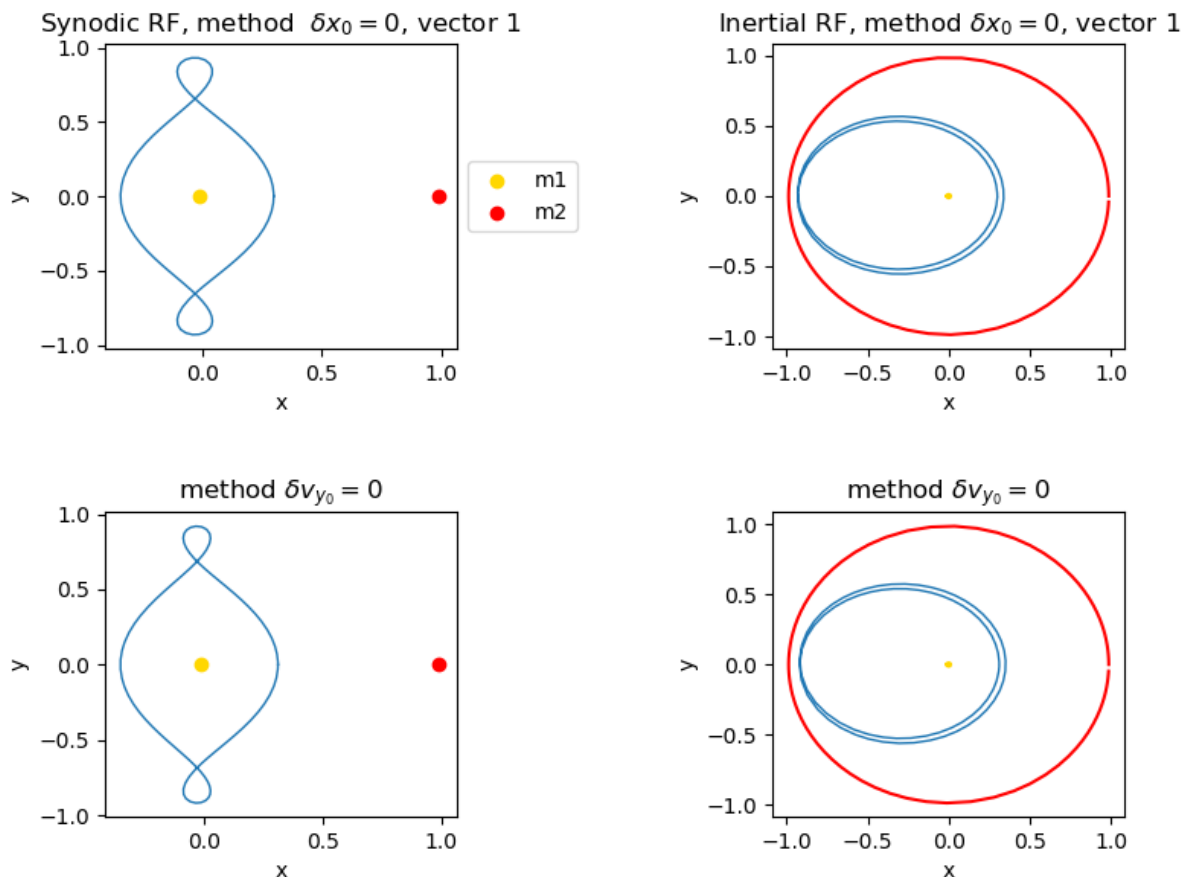 Synodic RF, method δx₀ = 0, vector 1
1.0
0.5
0.0
−0.5
−1.0
y
0.0 0.5 1.0
x
m1
m2
Inertial RF, method δx₀ = 0, vector 1
1.0
0.5
0.0
−0.5
−1.0
y
−1.0 −0.5 0.0 0.5 1.0
x
method δv_{y₀} = 0
1.0
0.5
0.0
−0.5
−1.0
y
0.0 0.5 1.0
x
method δv_{y₀} = 0
1.0
0.5
0.0
−0.5
−1.0
y
−1.0 −0.5 0.0 0.5 1.0
x